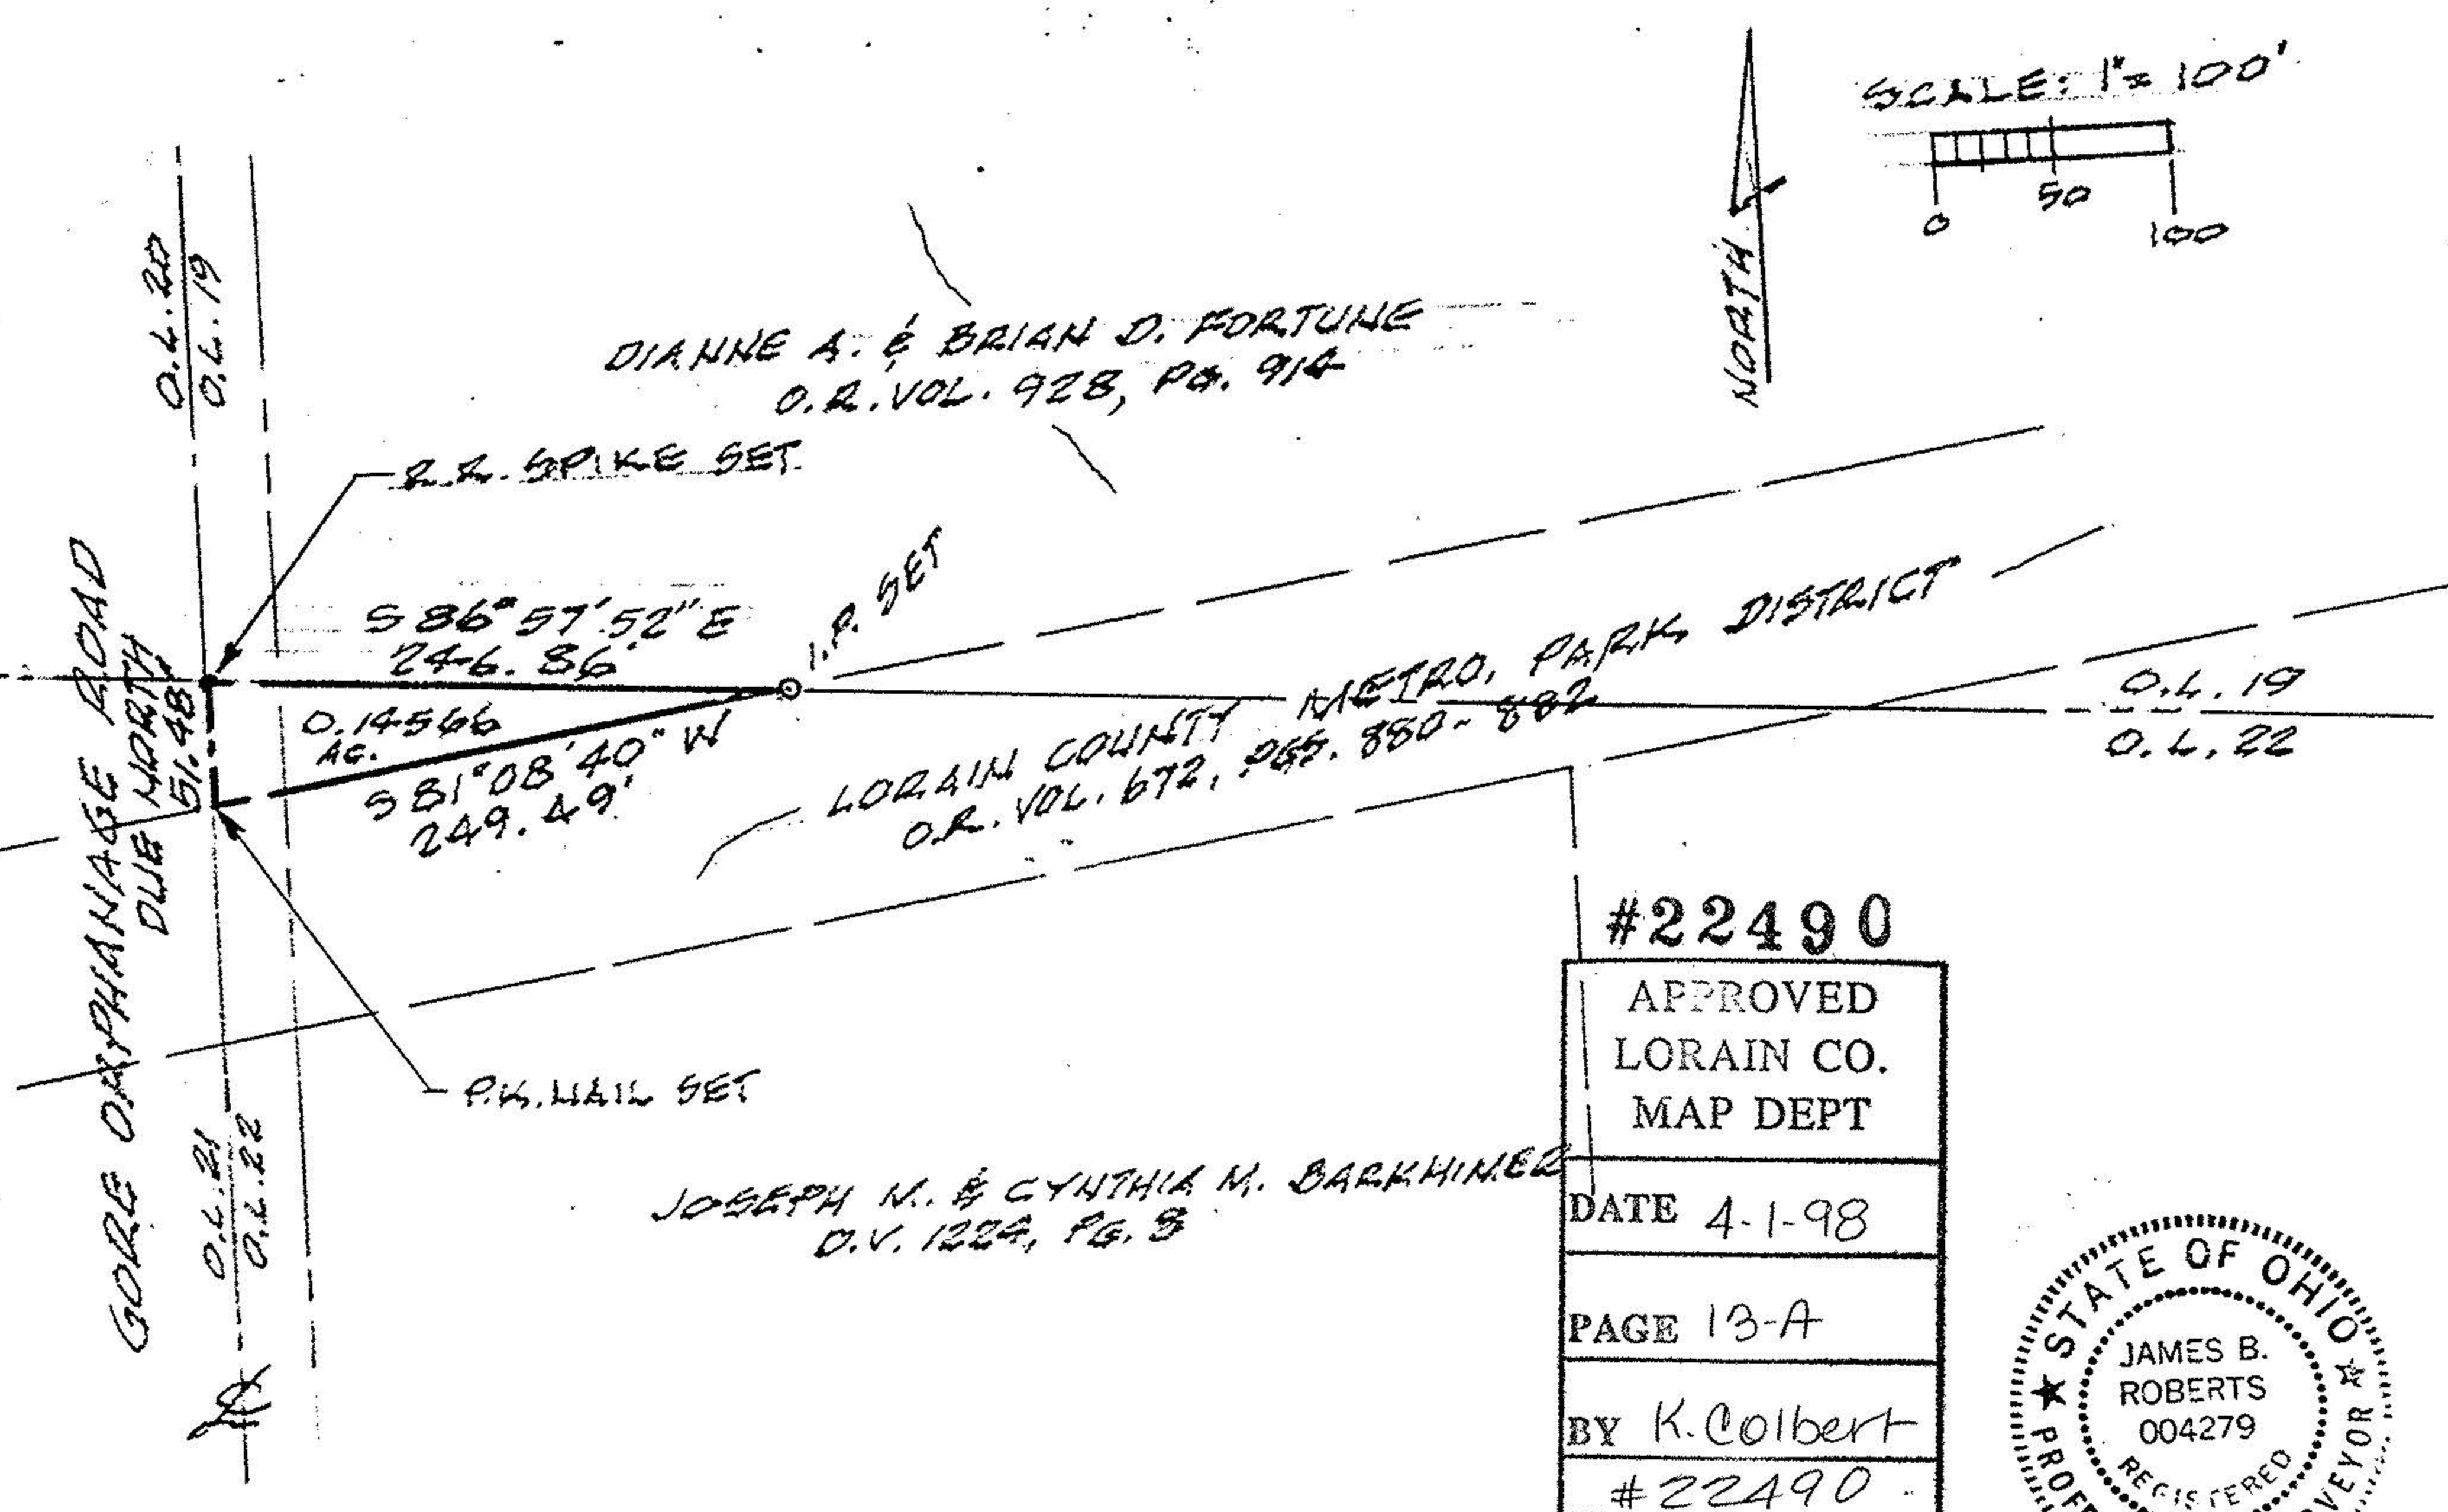 SCALE: 1"= 100'
0
50
100
NORTH
O.L. 20
O.L. 19
DIANNE A. & BRIAN D. FORTUNE
O.R. VOL. 928, PG. 914
R.R. SPIKE SET
I.P. SET
S 86° 57' 52" E
246.86'
0.14566
AC.
S 81° 08' 40" W
249.49'
GORE ORPHANAGE ROAD
DUE NORTH
51.48'
LORAIN COUNTY METRO. PARK DISTRICT
O.R. VOL. 672, PGS. 880-882
O.L. 19
O.L. 22
P.K. NAIL SET
O.L. 21
O.L. 22
JOSEPH M. & CYNTHIA M. BARKHIMER
D.V. 1224, PG. 8
#22490
APPROVED
LORAIN CO.
MAP DEPT
DATE 4-1-98
PAGE 13-A
BY K. Colbert
#22490
STATE OF OHIO
JAMES B.
ROBERTS
004279
REGISTERED